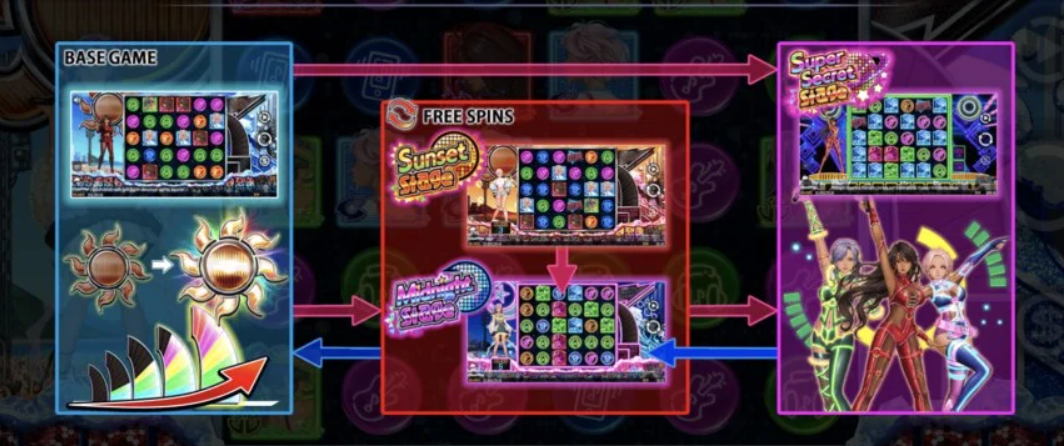 BASE GAME
FREE SPINS
Sunset
Stage
Midnight
Stage
Super
Secret
Stage